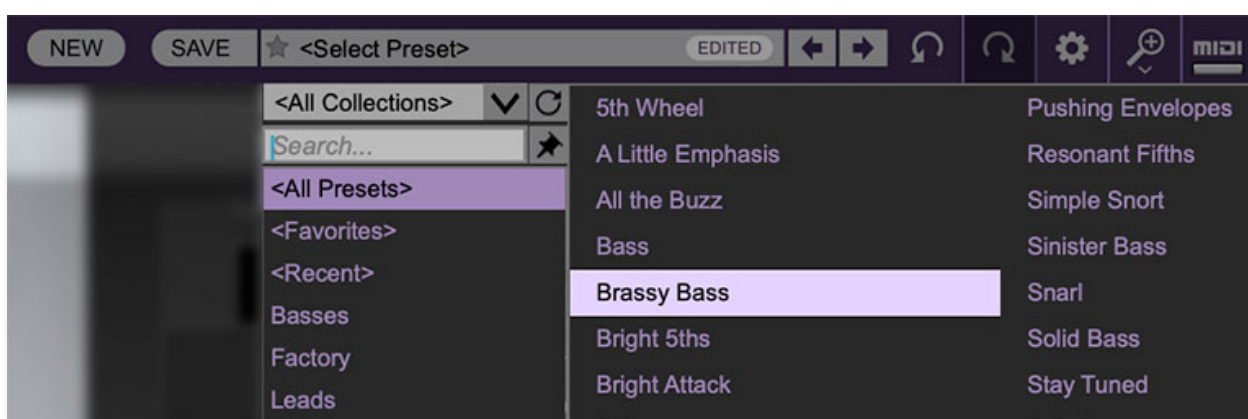 NEW SAVE <Select Preset> EDITED MIDI
<All Collections>
Search...
<All Presets>
<Favorites>
<Recent>
Basses
Factory
Leads
5th Wheel
A Little Emphasis
All the Buzz
Bass
Brassy Bass
Bright 5ths
Bright Attack
Pushing Envelopes
Resonant Fifths
Simple Snort
Sinister Bass
Snarl
Solid Bass
Stay Tuned